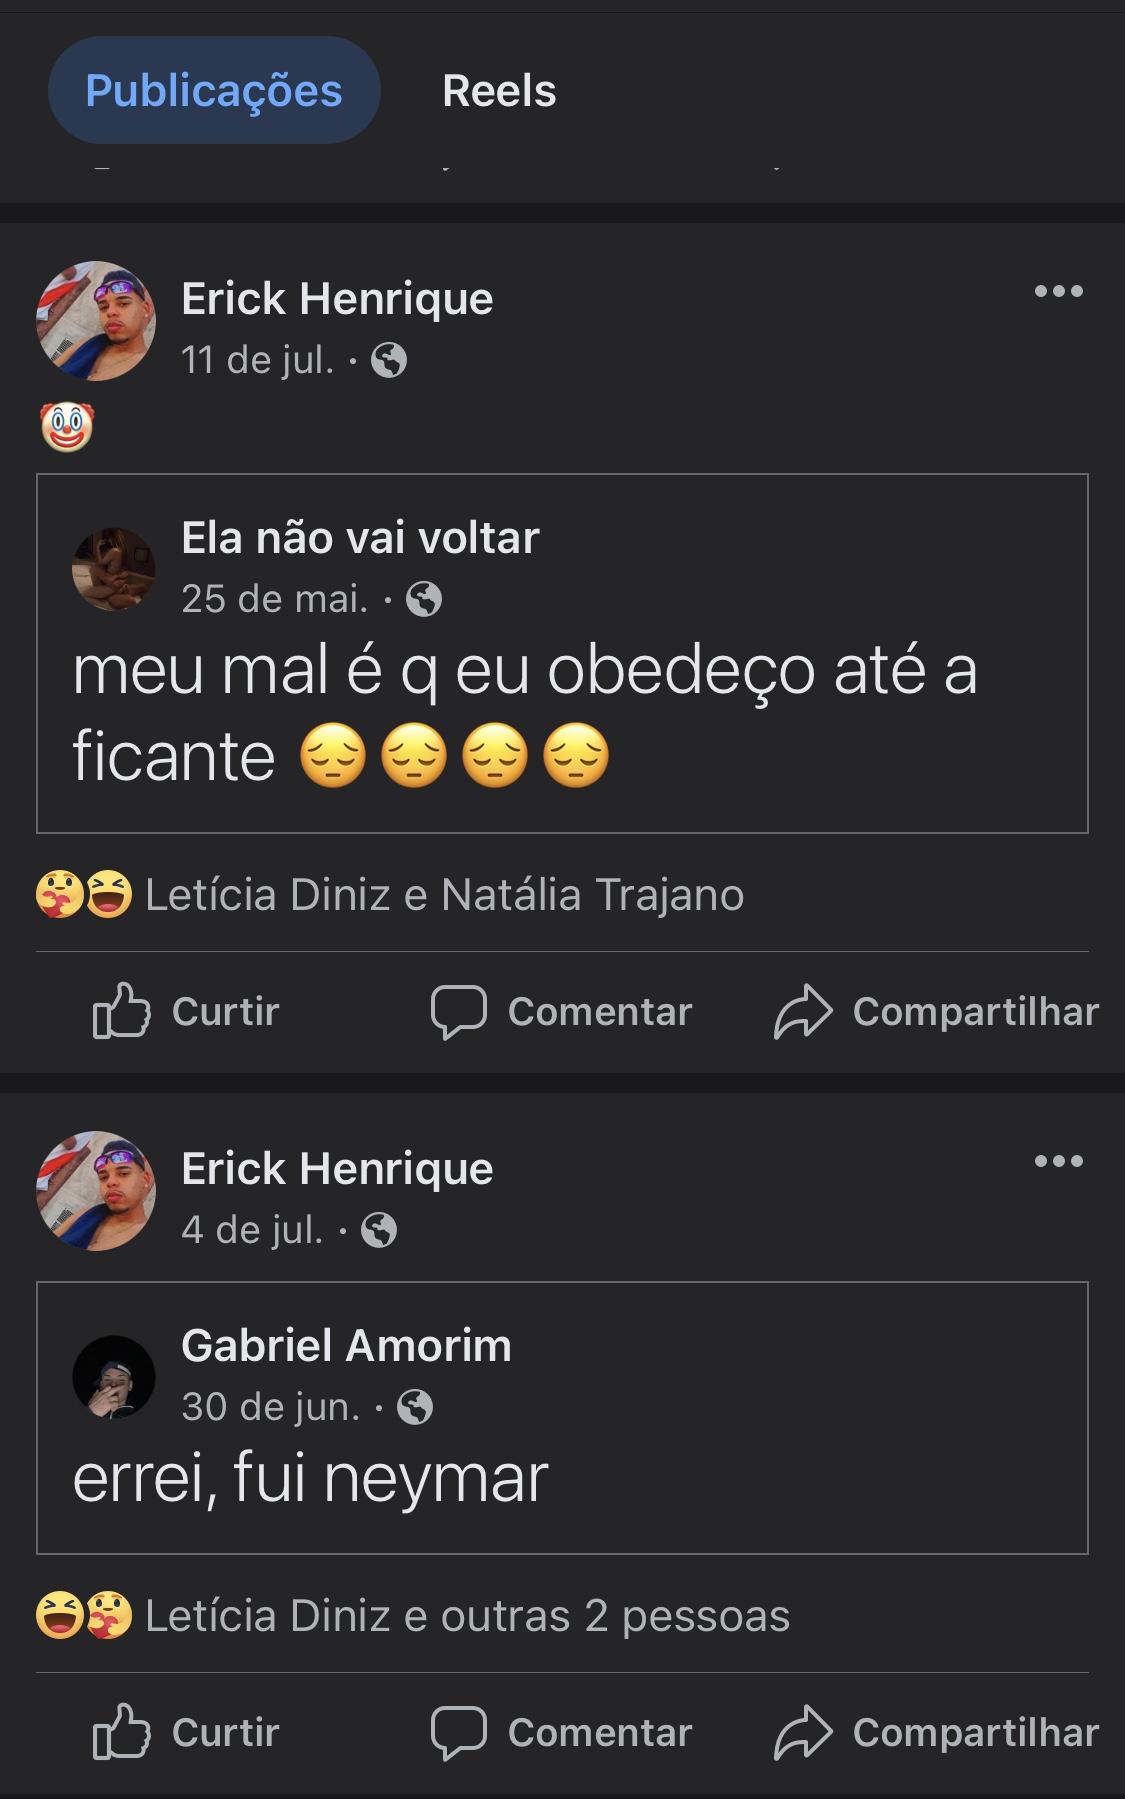 Publicações Reels
Erick Henrique
11 de jul. ·
🤡
Ela não vai voltar
25 de mai. ·
meu mal é q eu obedeço até a
ficante 😔😔😔😔
Letícia Diniz e Natália Trajano
Curtir Comentar Compartilhar
Erick Henrique
4 de jul. ·
Gabriel Amorim
30 de jun. ·
errei, fui neymar
Letícia Diniz e outras 2 pessoas
Curtir Comentar Compartilhar